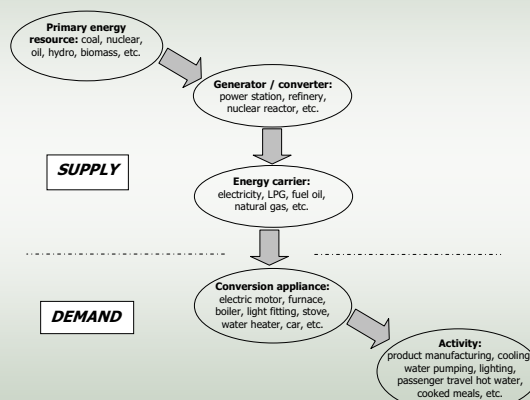 Primary energy
resource: coal, nuclear,
oil, hydro, biomass, etc.
Generator / converter:
power station, refinery,
nuclear reactor, etc.
SUPPLY
Energy carrier:
electricity, LPG, fuel oil,
natural gas, etc.
Conversion appliance:
electric motor, furnace,
boiler, light fitting, stove,
water heater, car, etc.
DEMAND
Activity:
product manufacturing, cooling
water pumping, lighting,
passenger travel hot water,
cooked meals, etc.